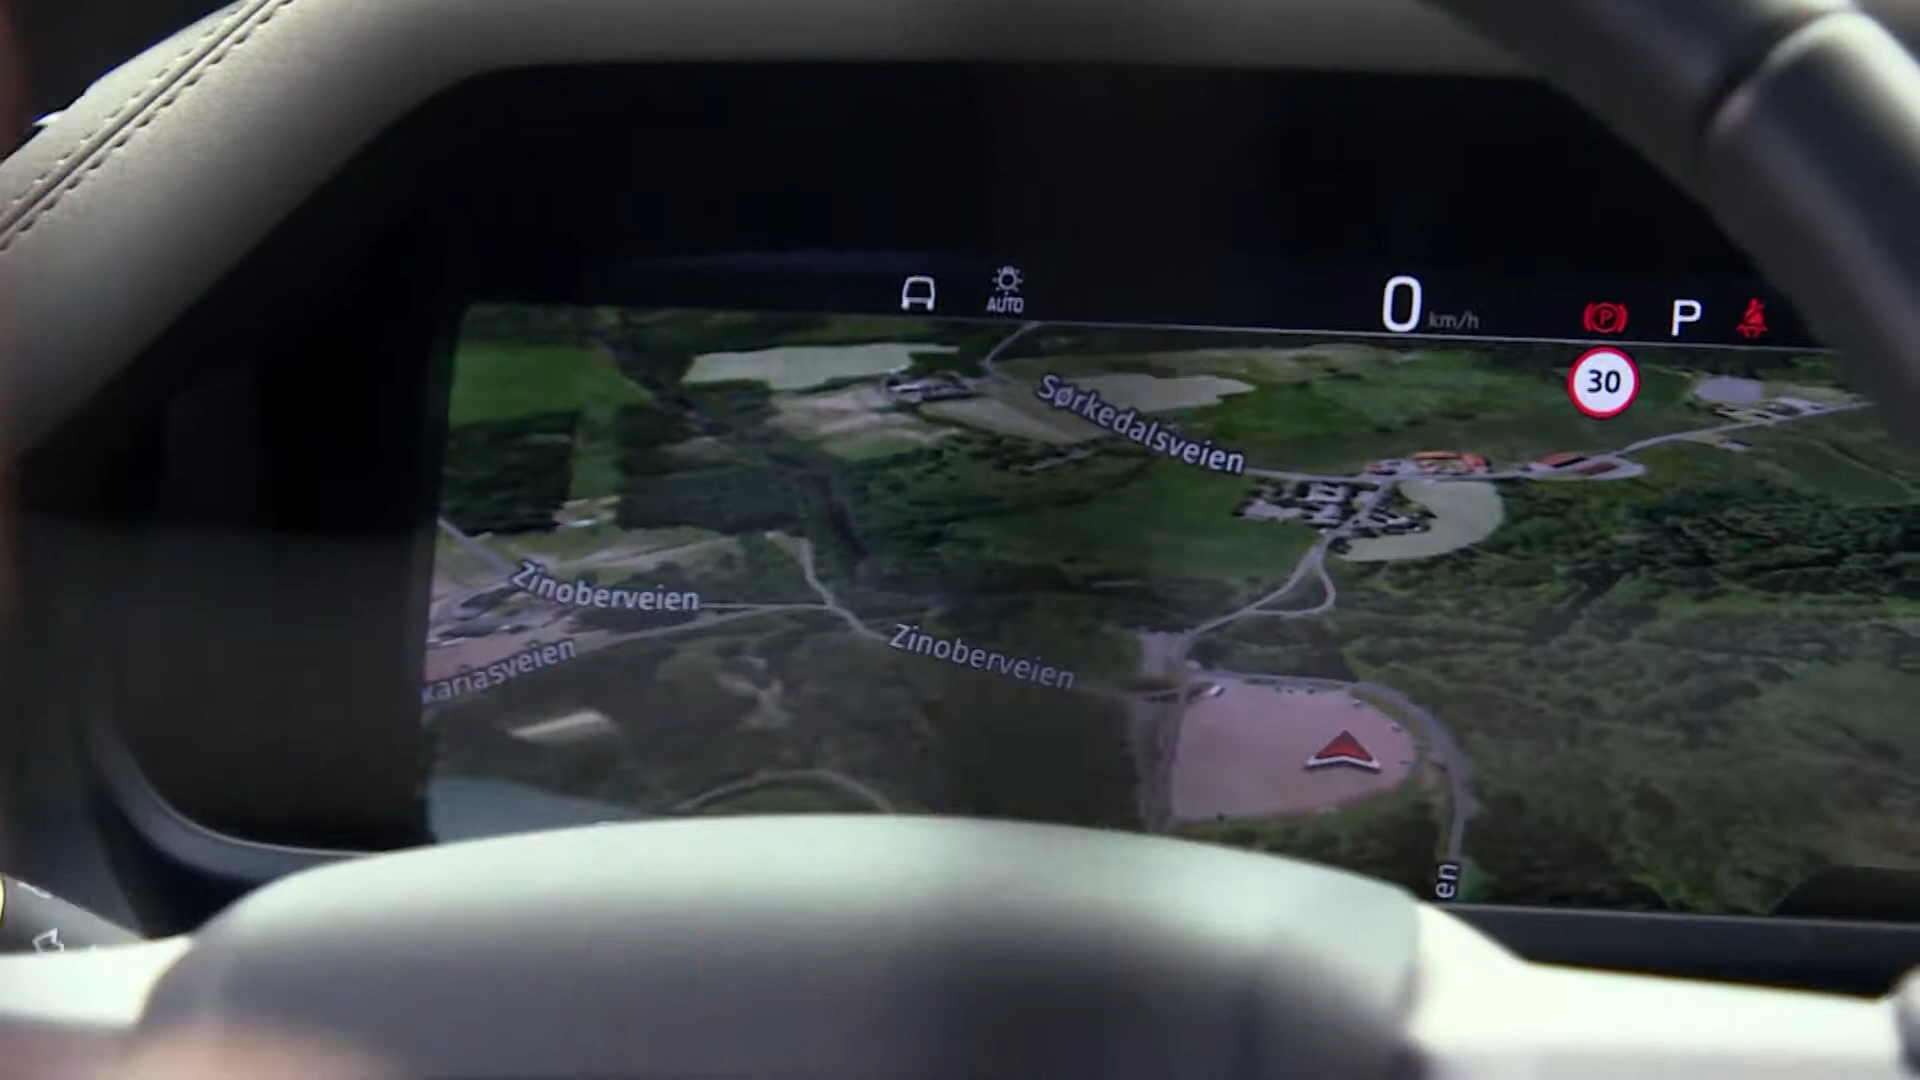 AUTO
0 km/h
P
P
30
Sørkedalsveien
Zinoberveien
Zinoberveien
kariasveien
en